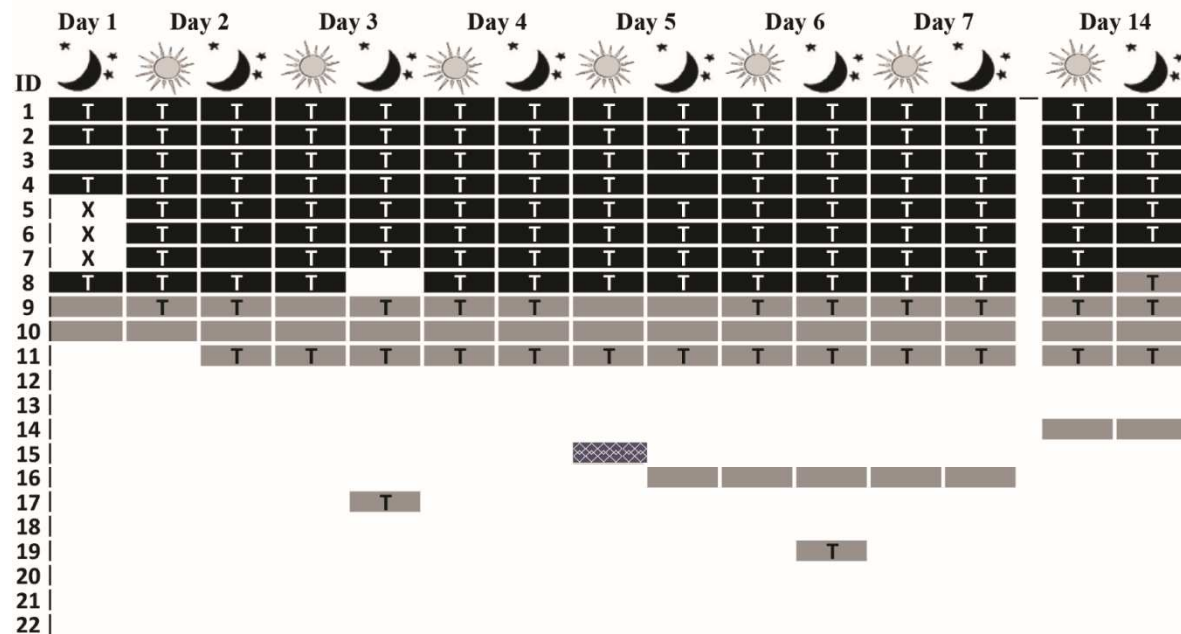 Day 1 Day 2 Day 3 Day 4 Day 5 Day 6 Day 7 Day 14
ID
1 T T T T T T T T T T T T T T T
2 T T T T T T T T T T T T T T T
3 T T T T T T T T T T T T T T
4 T T T T T T T T T T T T T T
5 X T T T T T T T T T T T T T T
6 X T T T T T T T T T T T T T T
7 X T T T T T T T T T T T T
8 T T T T T T T T T T T T T T
9 T T T T T T T T T T T
10
11 T T T T T T T T T T T T T
12
13
14
15
16
17 T
18
19 T
20
21
22